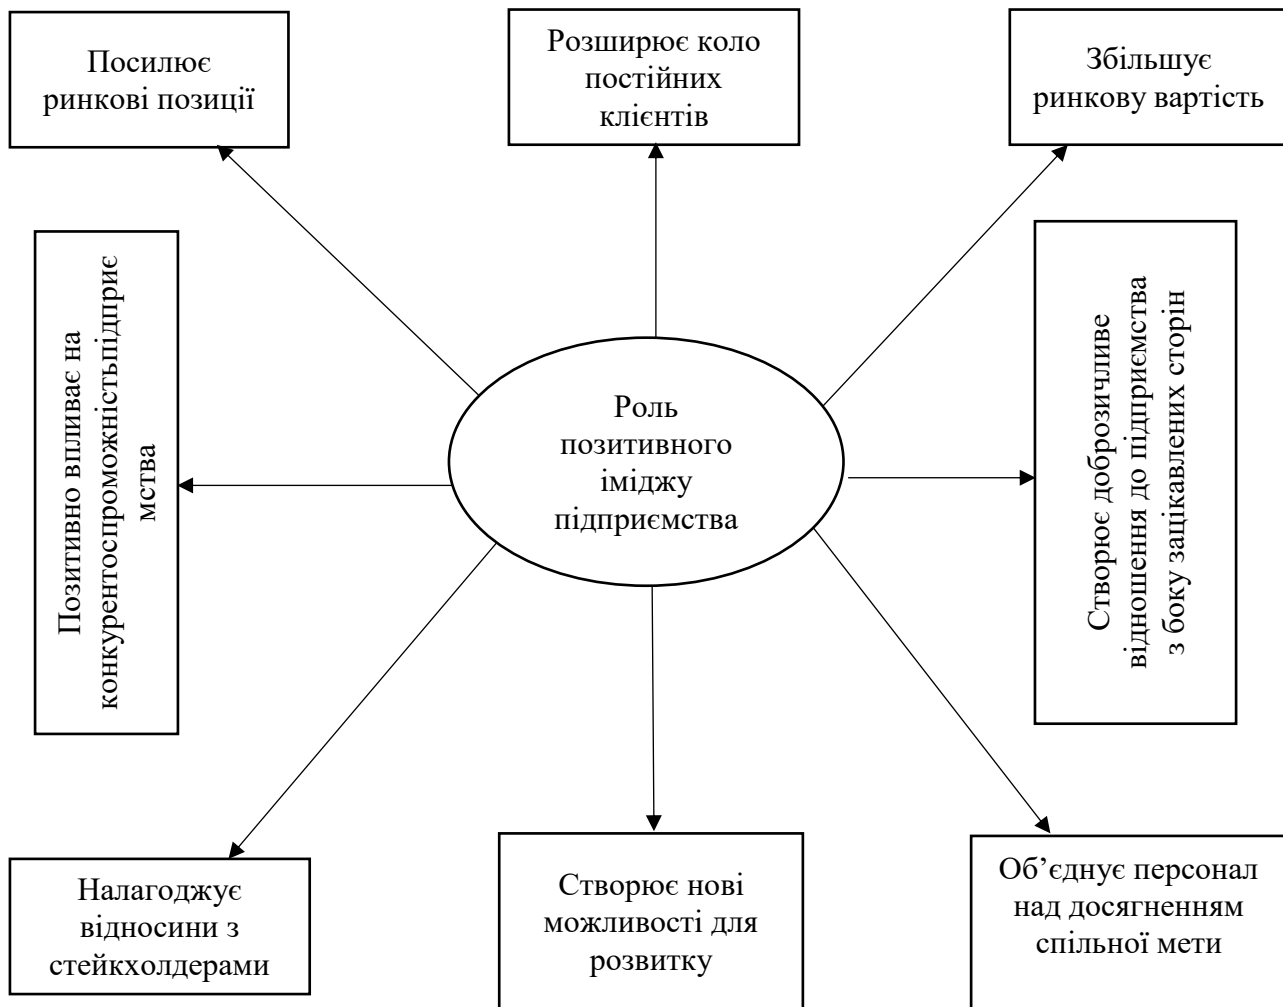 Посилює
ринкові позиції
Розширює коло
постійних
клієнтів
Збільшує
ринкову вартість
Позитивно впливає на
конкурентоспроможністьпідприє
мства
Роль
позитивного
іміджу
підприємства
Створює доброзичливе
відношення до підприємства
з боку зацікавлених сторін
Налагоджує
відносини з
стейкхолдерами
Створює нові
можливості для
розвитку
Об’єднує персонал
над досягненням
спільної мети